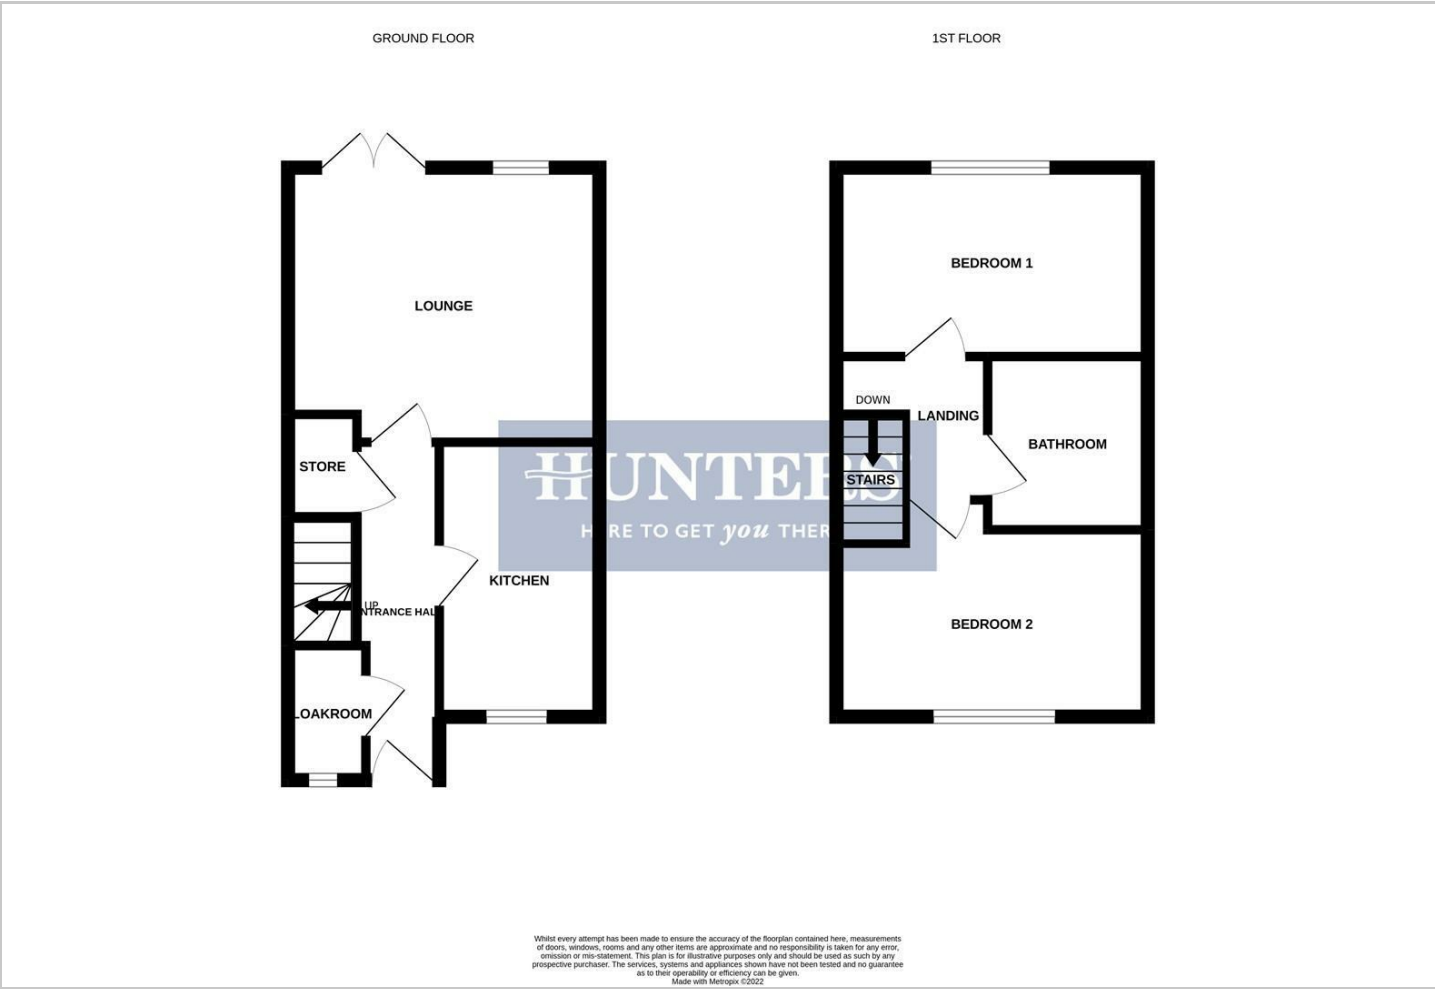 GROUND FLOOR
1ST FLOOR
LOUNGE
STORE
UP
NTRANCE HAL
KITCHEN
LOAKROOM
BEDROOM 1
DOWN
LANDING
BATHROOM
STAIRS
BEDROOM 2
HUNTERS
HERE TO GET you THER
Whilst every attempt has been made to ensure the accuracy of the floorplan contained here, measurements
of doors, windows, rooms and any other items are approximate and no responsibility is taken for any error,
omission or mis-statement. This plan is for illustrative purposes only and should be used as such by any
prospective purchaser. The services, systems and appliances shown have not been tested and no guarantee
as to their operability or efficiency can be given.
Made with Metropix ©2022